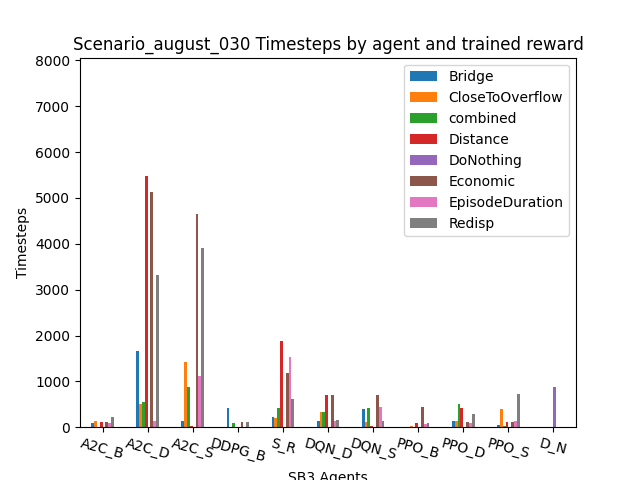 Scenario_august_030 Timesteps by agent and trained reward
8000
7000
6000
5000
4000
3000
2000
1000
0
Timesteps
Bridge
CloseToOverflow
combined
Distance
DoNothing
Economic
EpisodeDuration
Redisp
A2C_B
A2C_D
A2C_S
DDPG_B
S_R
DQN_D
DQN_S
PPO_B
PPO_D
PPO_S
D_N
SB3 Agents